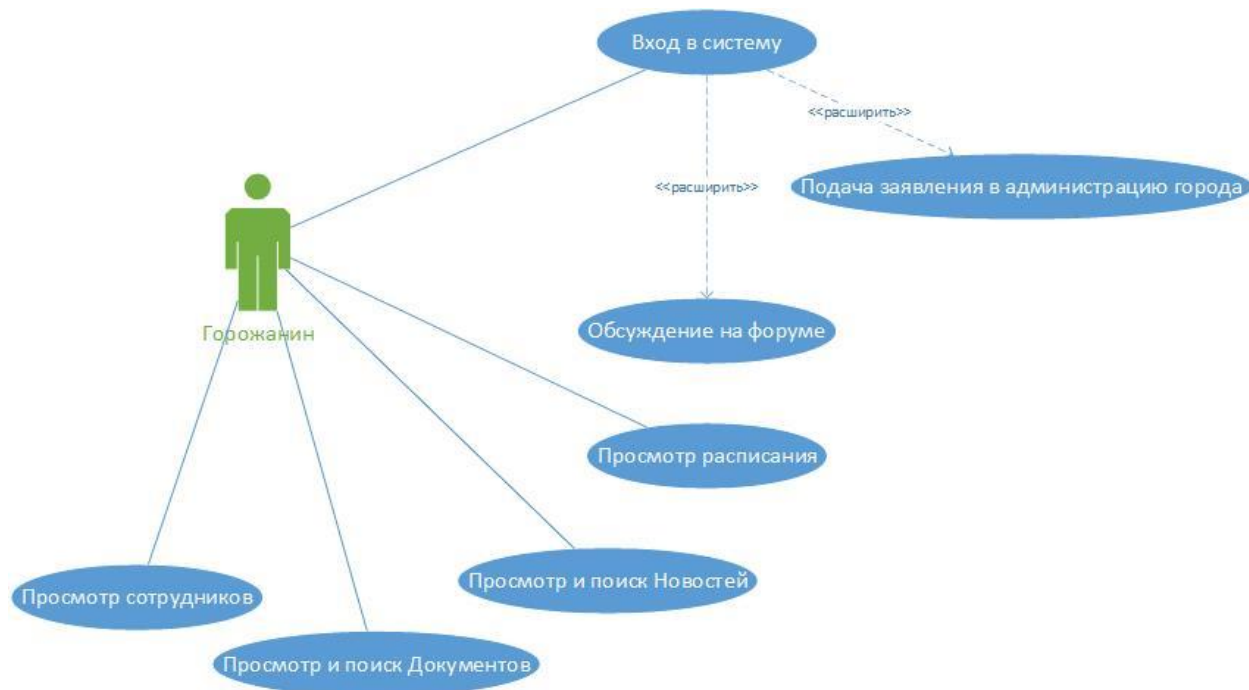 Вход в систему
<<расширить>>
<<расширить>>
Подача заявления в администрацию города
Обсуждение на форуме
Горожанин
Просмотр расписания
Просмотр и поиск Новостей
Просмотр сотрудников
Просмотр и поиск Документов